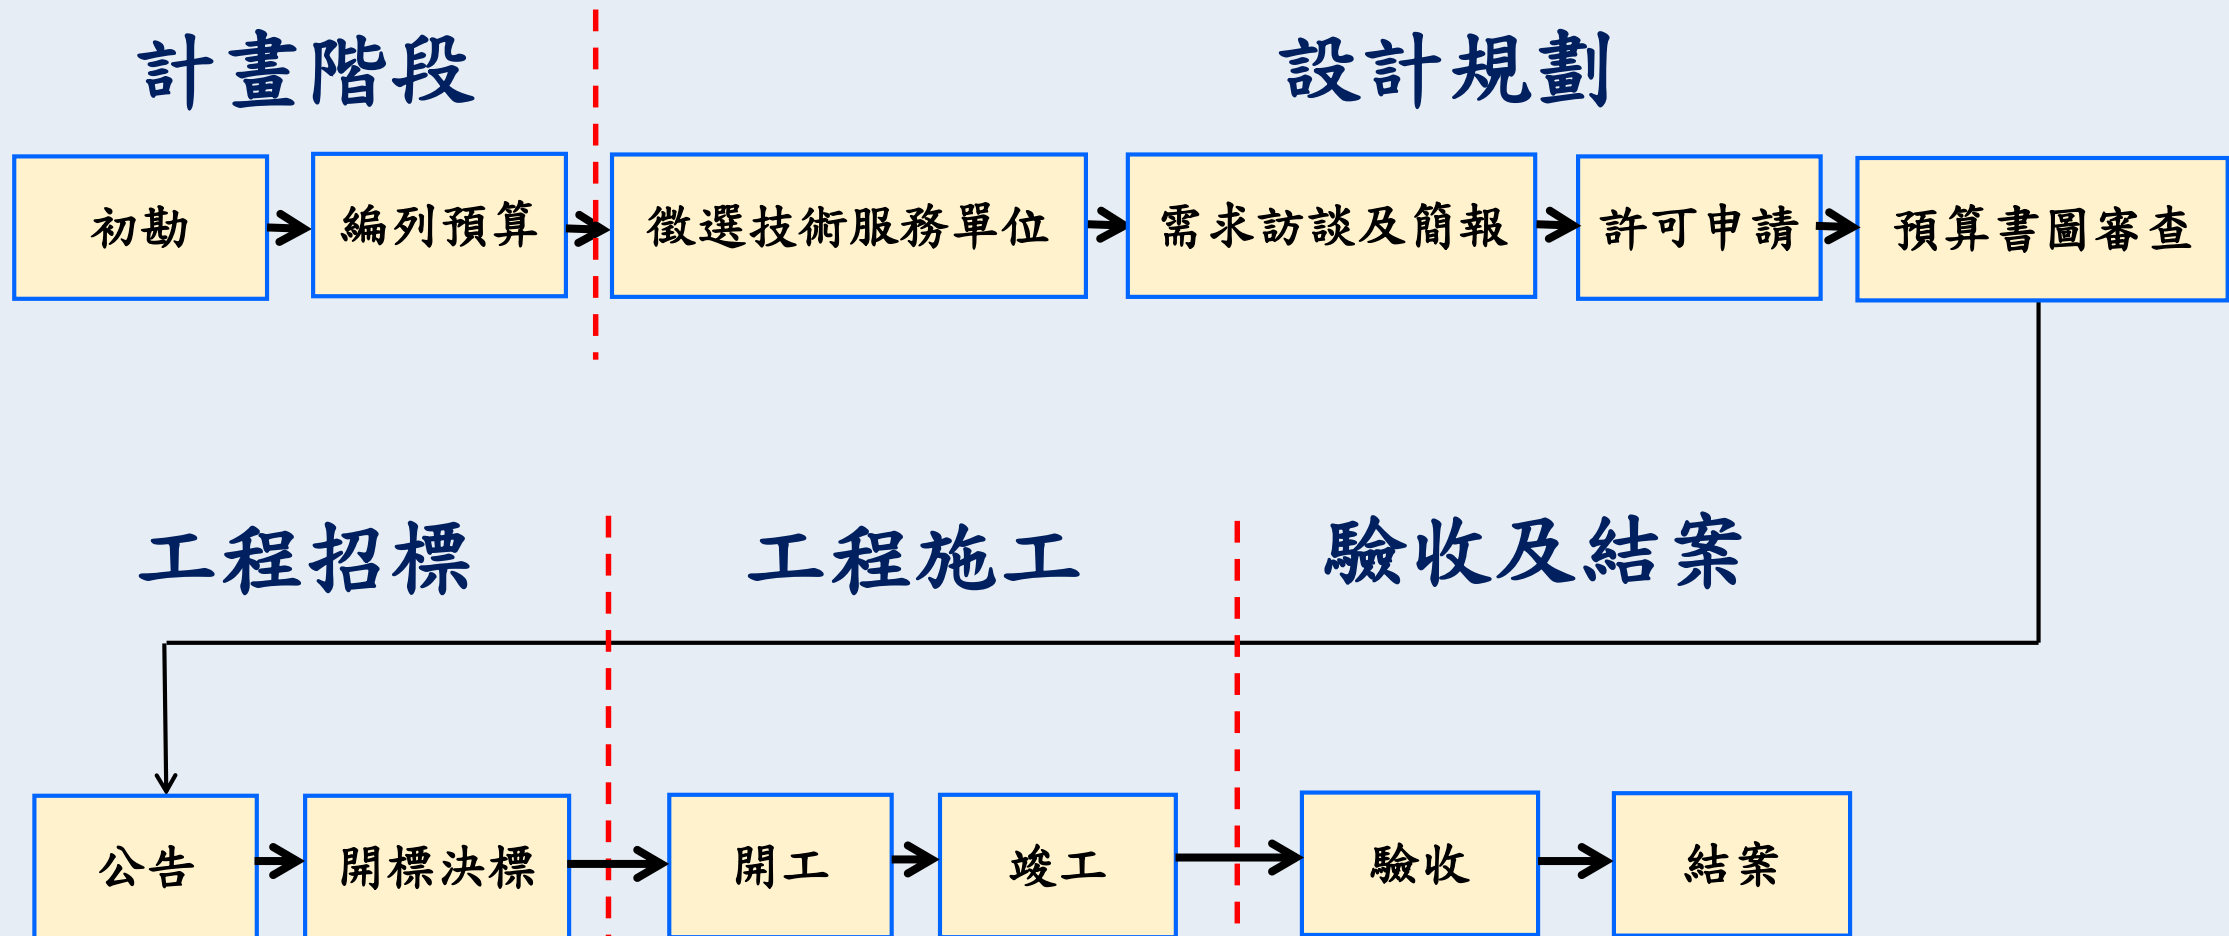 計畫階段
設計規劃
初勘
編列預算
徵選技術服務單位
需求訪談及簡報
許可申請
預算書圖審查
工程招標
工程施工
驗收及結案
公告
開標決標
開工
竣工
驗收
結案